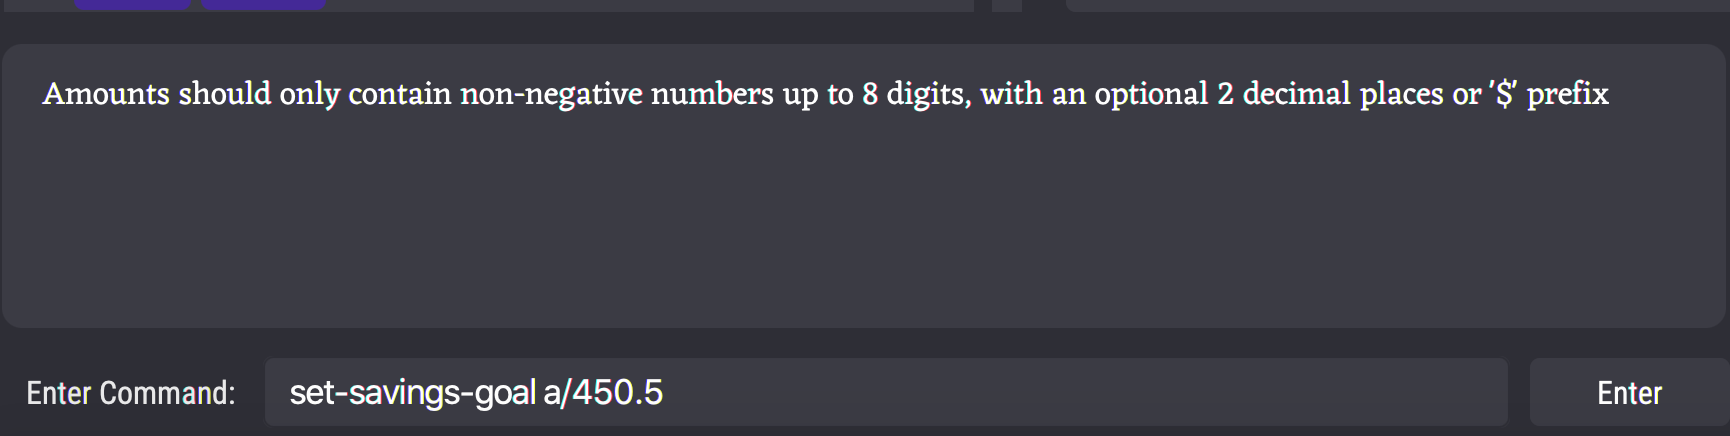 Amounts should only contain non-negative numbers up to 8 digits, with an optional 2 decimal places or '$' prefix
Enter Command: set-savings-goal a/450.5 Enter